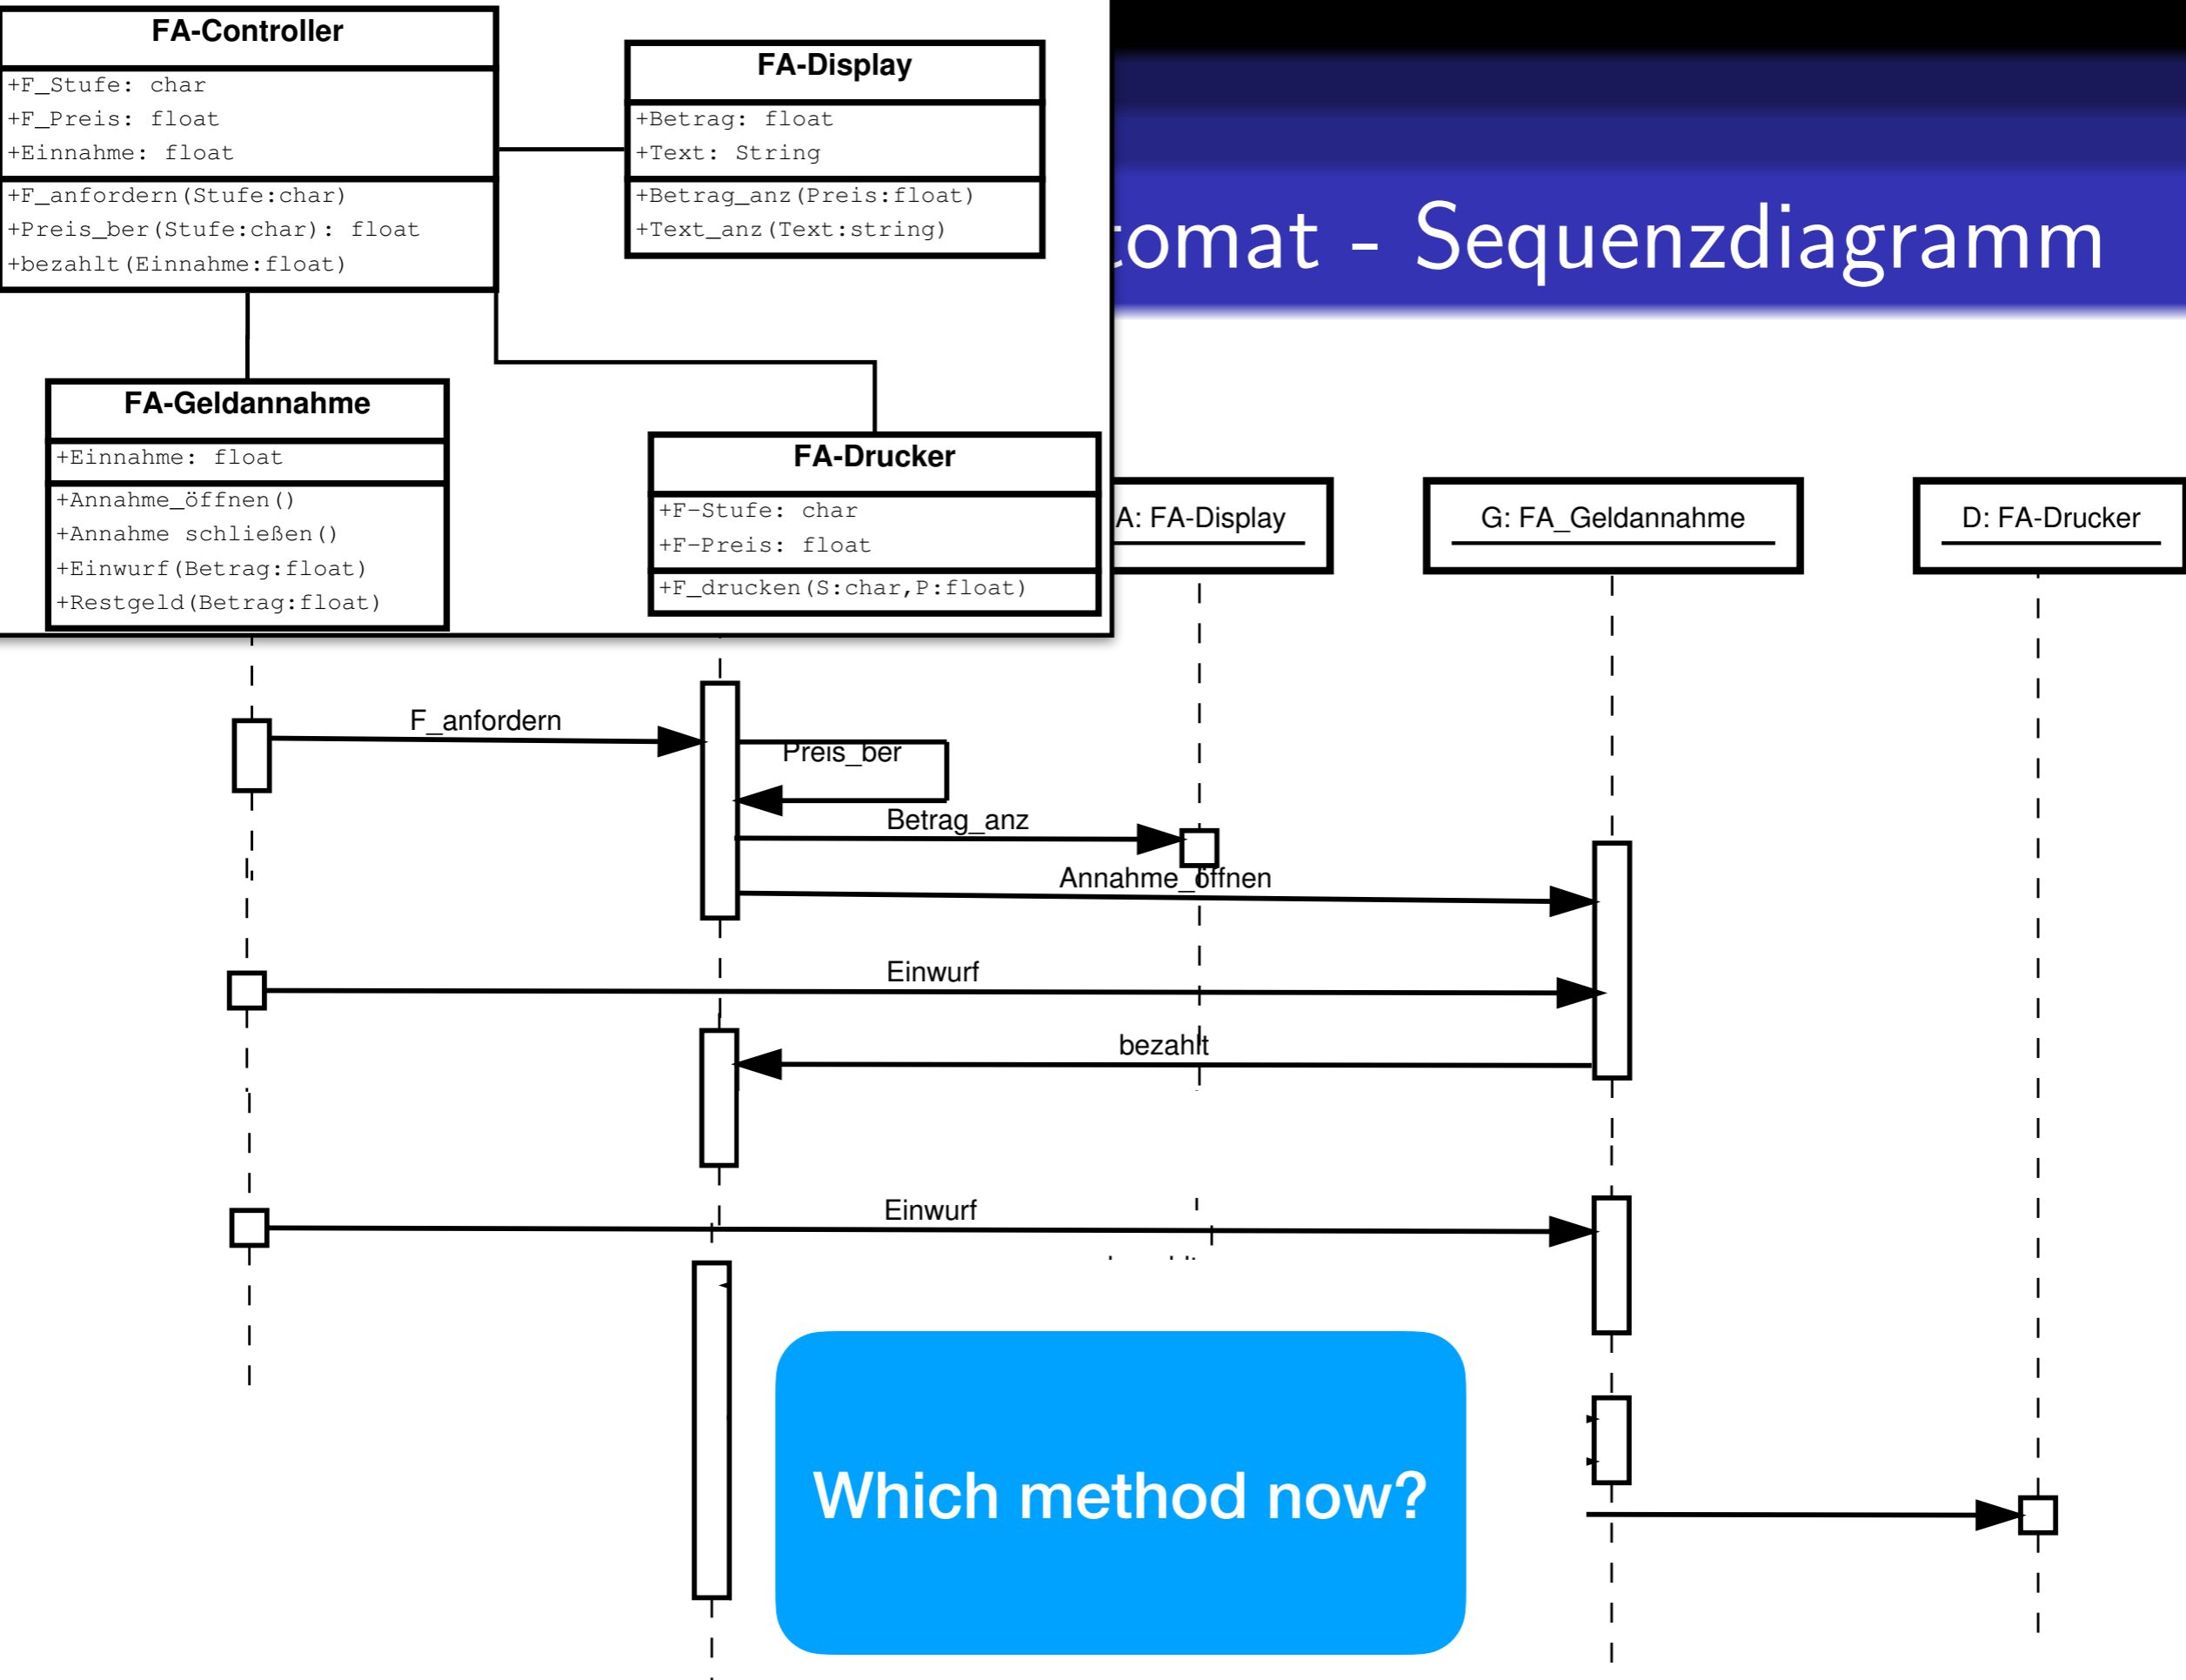 FA-Controller
+F_Stufe: char
+F_Preis: float
+Einnahme: float
+F_anfordern(Stufe:char)
+Preis_ber(Stufe:char): float
+bezahlt(Einnahme:float)
FA-Display
+Betrag: float
+Text: String
+Betrag_anz(Preis:float)
+Text_anz(Text:string)
tomat - Sequenzdiagramm
FA-Geldannahme
+Einnahme: float
+Annahme_öffnen()
+Annahme schließen()
+Einwurf(Betrag:float)
+Restgeld(Betrag:float)
FA-Drucker
+F-Stufe: char
+F-Preis: float
+F_drucken(S:char,P:float)
A: FA-Display
G: FA_Geldannahme
D: FA-Drucker
F_anfordern
Preis_ber
Betrag_anz
Annahme_öffnen
Einwurf
bezahlt
Einwurf
Which method now?